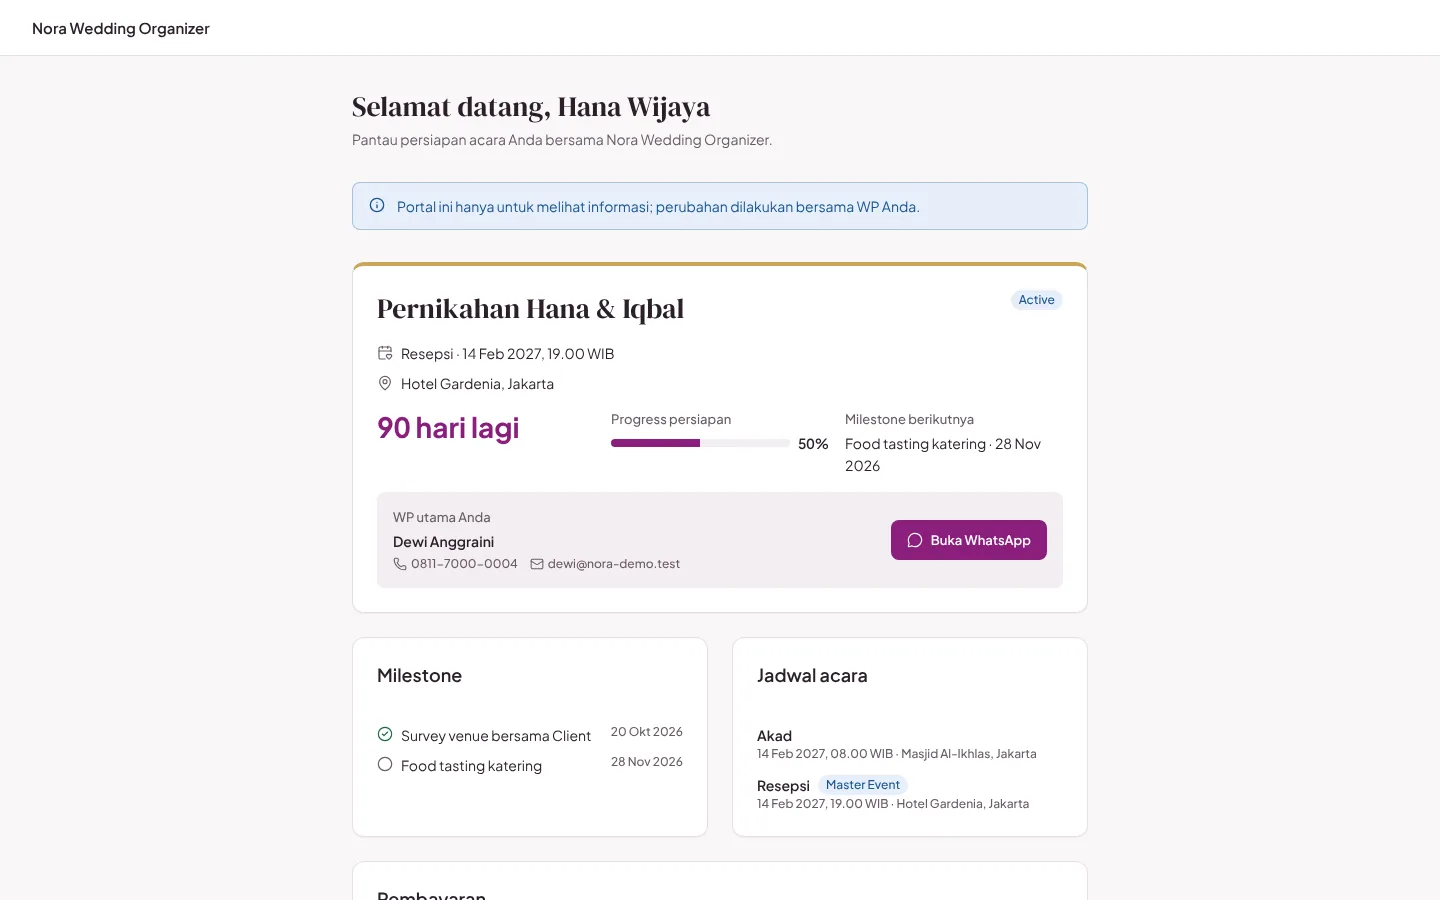 Nora Wedding Organizer
Selamat datang, Hana Wijaya
Pantau persiapan acara Anda bersama Nora Wedding Organizer.
Portal ini hanya untuk melihat informasi; perubahan dilakukan bersama WP Anda.
Pernikahan Hana & Iqbal
Active
Resepsi · 14 Feb 2027, 19.00 WIB
Hotel Gardenia, Jakarta
90 hari lagi
Progress persiapan
50%
Milestone berikutnya
Food tasting katering · 28 Nov
2026
WP utama Anda
Dewi Anggraini
0811-7000-0004 dewi@nora-demo.test
Buka WhatsApp
Milestone
Survey venue bersama Client 20 Okt 2026
Food tasting katering 28 Nov 2026
Jadwal acara
Akad
14 Feb 2027, 08.00 WIB · Masjid Al-Ikhlas, Jakarta
Resepsi Master Event
14 Feb 2027, 19.00 WIB · Hotel Gardenia, Jakarta
Pembayaran